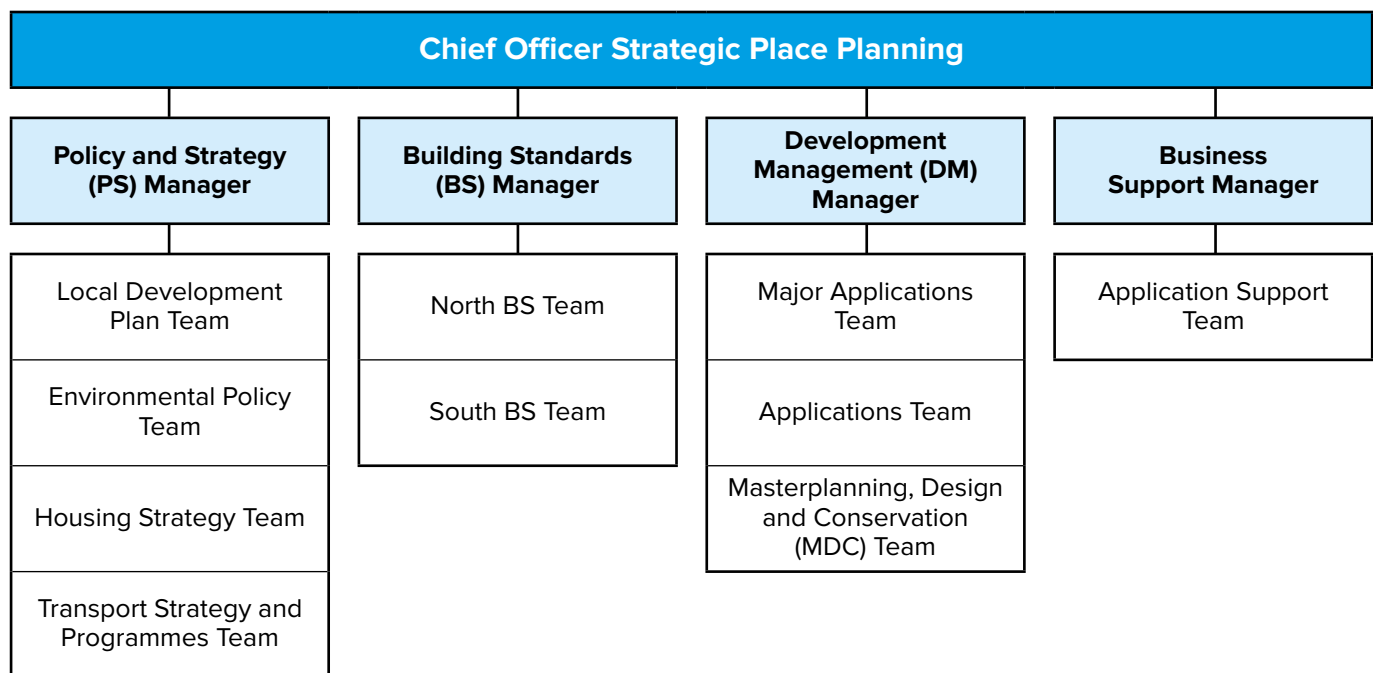 Chief Officer Strategic Place Planning
Policy and Strategy
(PS) Manager
Local Development
Plan Team
Environmental Policy
Team
Housing Strategy Team
Transport Strategy and
Programmes Team
Building Standards
(BS) Manager
North BS Team
South BS Team
Development
Management (DM)
Manager
Major Applications
Team
Applications Team
Masterplanning, Design
and Conservation
(MDC) Team
Business
Support Manager
Application Support
Team